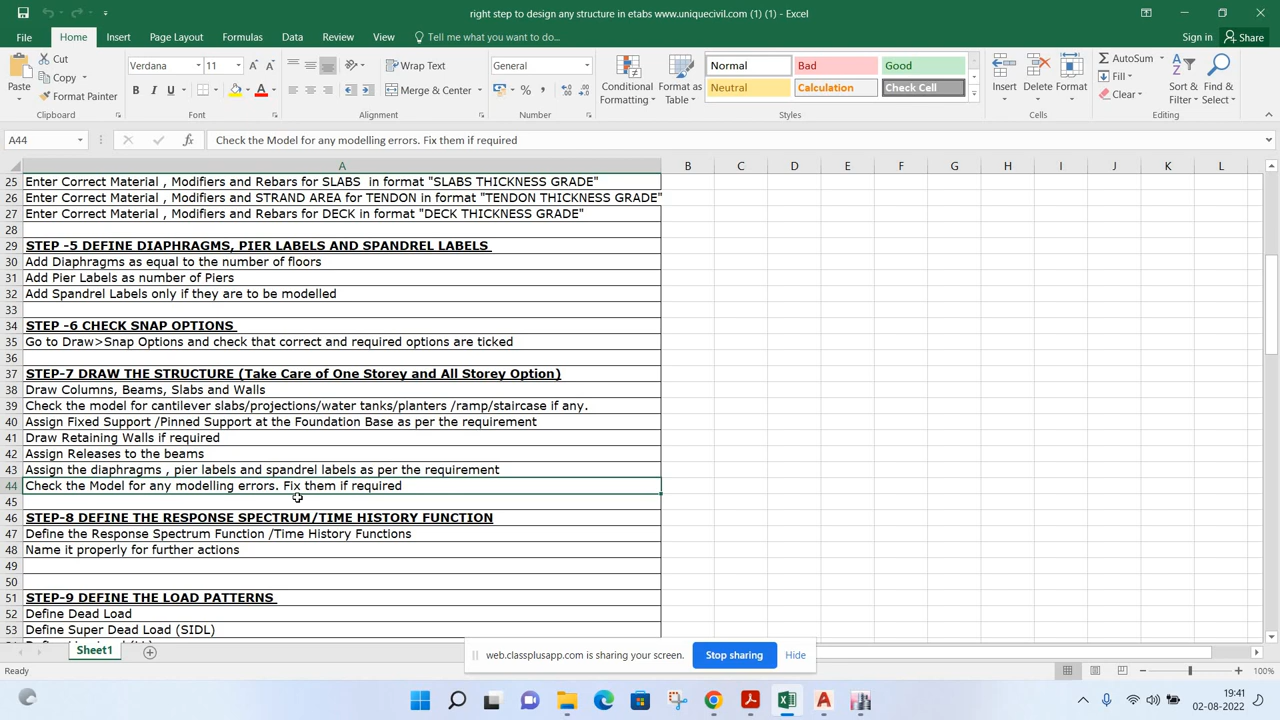 right step to design any structure in etabs www.uniquecivil.com (1) (1) - Excel
File Home Insert Page Layout Formulas Data Review View Tell me what you want to do... Sign in Share
Paste Cut Copy Format Painter Clipboard
Verdana 11 B I U Font
Wrap Text Merge & Center Alignment
General % Number
Conditional Formatting Format as Table
Normal Bad Good
Neutral Calculation Check Cell
Styles
Insert Delete Format Cells
AutoSum Fill Clear Sort & Filter Find & Select Editing
A44 fx Check the Model for any modelling errors. Fix them if required
A B C D E F G H I J K L
25 Enter Correct Material , Modifiers and Rebars for SLABS in format "SLABS THICKNESS GRADE"
26 Enter Correct Material , Modifiers and STRAND AREA for TENDON in format "TENDON THICKNESS GRADE"
27 Enter Correct Material , Modifiers and Rebars for DECK in format "DECK THICKNESS GRADE"
28
29 STEP -5 DEFINE DIAPHRAGMS, PIER LABELS AND SPANDREL LABELS
30 Add Diaphragms as equal to the number of floors
31 Add Pier Labels as number of Piers
32 Add Spandrel Labels only if they are to be modelled
33
34 STEP -6 CHECK SNAP OPTIONS
35 Go to Draw>Snap Options and check that correct and required options are ticked
36
37 STEP-7 DRAW THE STRUCTURE (Take Care of One Storey and All Storey Option)
38 Draw Columns, Beams, Slabs and Walls
39 Check the model for cantilever slabs/projections/water tanks/planters /ramp/staircase if any.
40 Assign Fixed Support /Pinned Support at the Foundation Base as per the requirement
41 Draw Retaining Walls if required
42 Assign Releases to the beams
43 Assign the diaphragms , pier labels and spandrel labels as per the requirement
44 Check the Model for any modelling errors. Fix them if required
45
46 STEP-8 DEFINE THE RESPONSE SPECTRUM/TIME HISTORY FUNCTION
47 Define the Response Spectrum Function /Time History Functions
48 Name it properly for further actions
49
50
51 STEP-9 DEFINE THE LOAD PATTERNS
52 Define Dead Load
53 Define Super Dead Load (SIDL)
Sheet1
web.classplusapp.com is sharing your screen. Stop sharing Hide
Ready 100%
19:41
02-08-2022